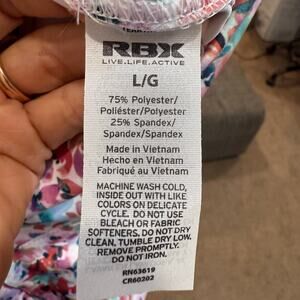 RBX
LIVE.LIFE.ACTIVE
L/G
75% Polyester/
Poliéster/Polyester
25% Spandex/
Spandex/Spandex
Made in Vietnam
Hecho en Vietnam
Fabriqué au Vietnam
MACHINE WASH COLD,
INSIDE OUT WITH LIKE
COLORS ON DELICATE
CYCLE. DO NOT USE
BLEACH OR FABRIC
SOFTENERS. DO NOT DRY
CLEAN. TUMBLE DRY LOW.
REMOVE PROMPTLY.
DO NOT IRON.
RN63619
CR60202